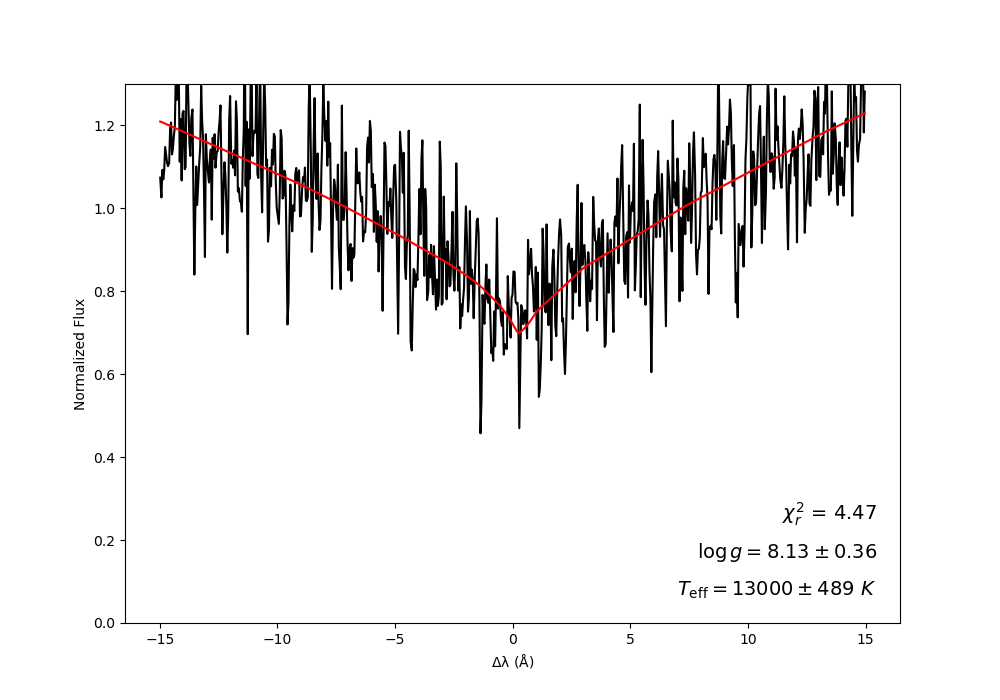 1.2
1.0
0.8
0.6
0.4
0.2
0.0
Normalized Flux
χ²ᵣ = 4.47
log g = 8.13 ± 0.36
T_eff = 13000 ± 489 K
−15 −10 −5 0 5 10 15
Δλ (Å)